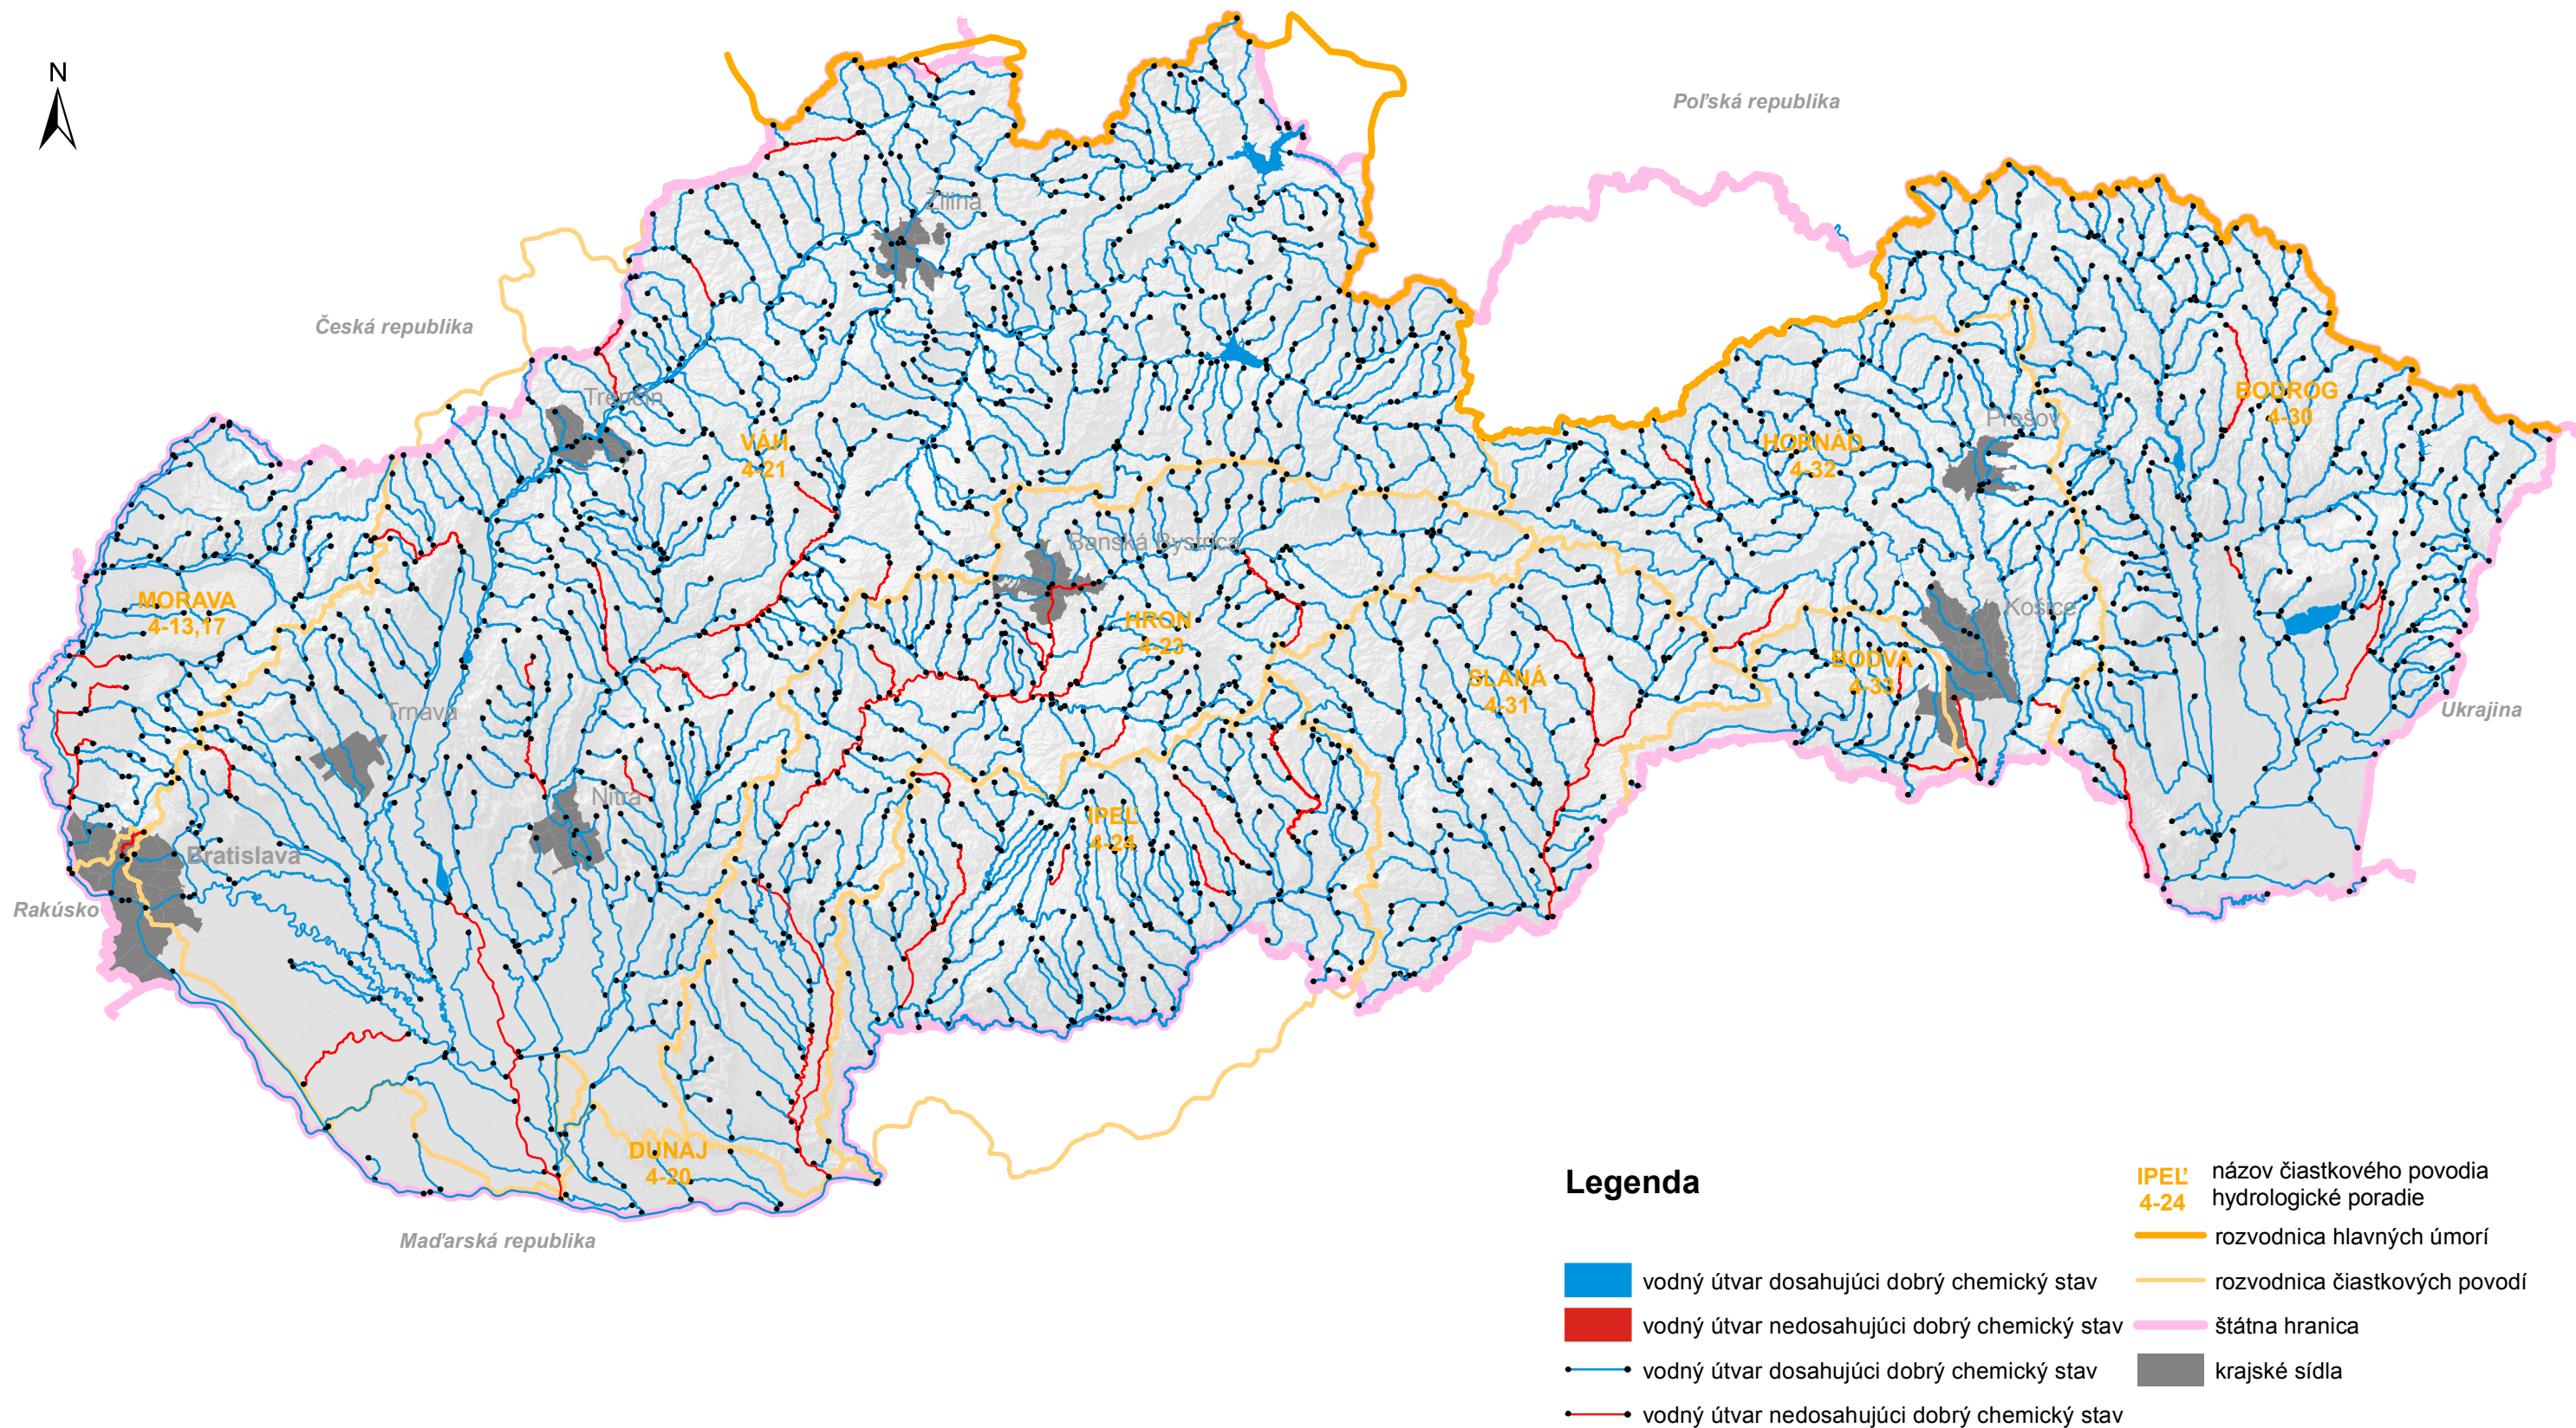 N
Poľská republika
Žilina
Česká republika
Trenčín
BODROG
4-30
Prešov
VÁH
4-21
HORNÁD
4-32
Banská Bystrica
MORAVA
4-13,17
HRON
4-23
Košice
BODVA
4-33
SLANÁ
4-31
Trnava
Ukrajina
Nitra
IPEĽ
4-24
Bratislava
Rakúsko
DUNAJ
4-20
Maďarská republika
Legenda
vodný útvar dosahujúci dobrý chemický stav
vodný útvar nedosahujúci dobrý chemický stav
vodný útvar dosahujúci dobrý chemický stav
vodný útvar nedosahujúci dobrý chemický stav
IPEĽ
4-24
názov čiastkového povodia
hydrologické poradie
rozvodnica hlavných úmorí
rozvodnica čiastkových povodí
štátna hranica
krajské sídla